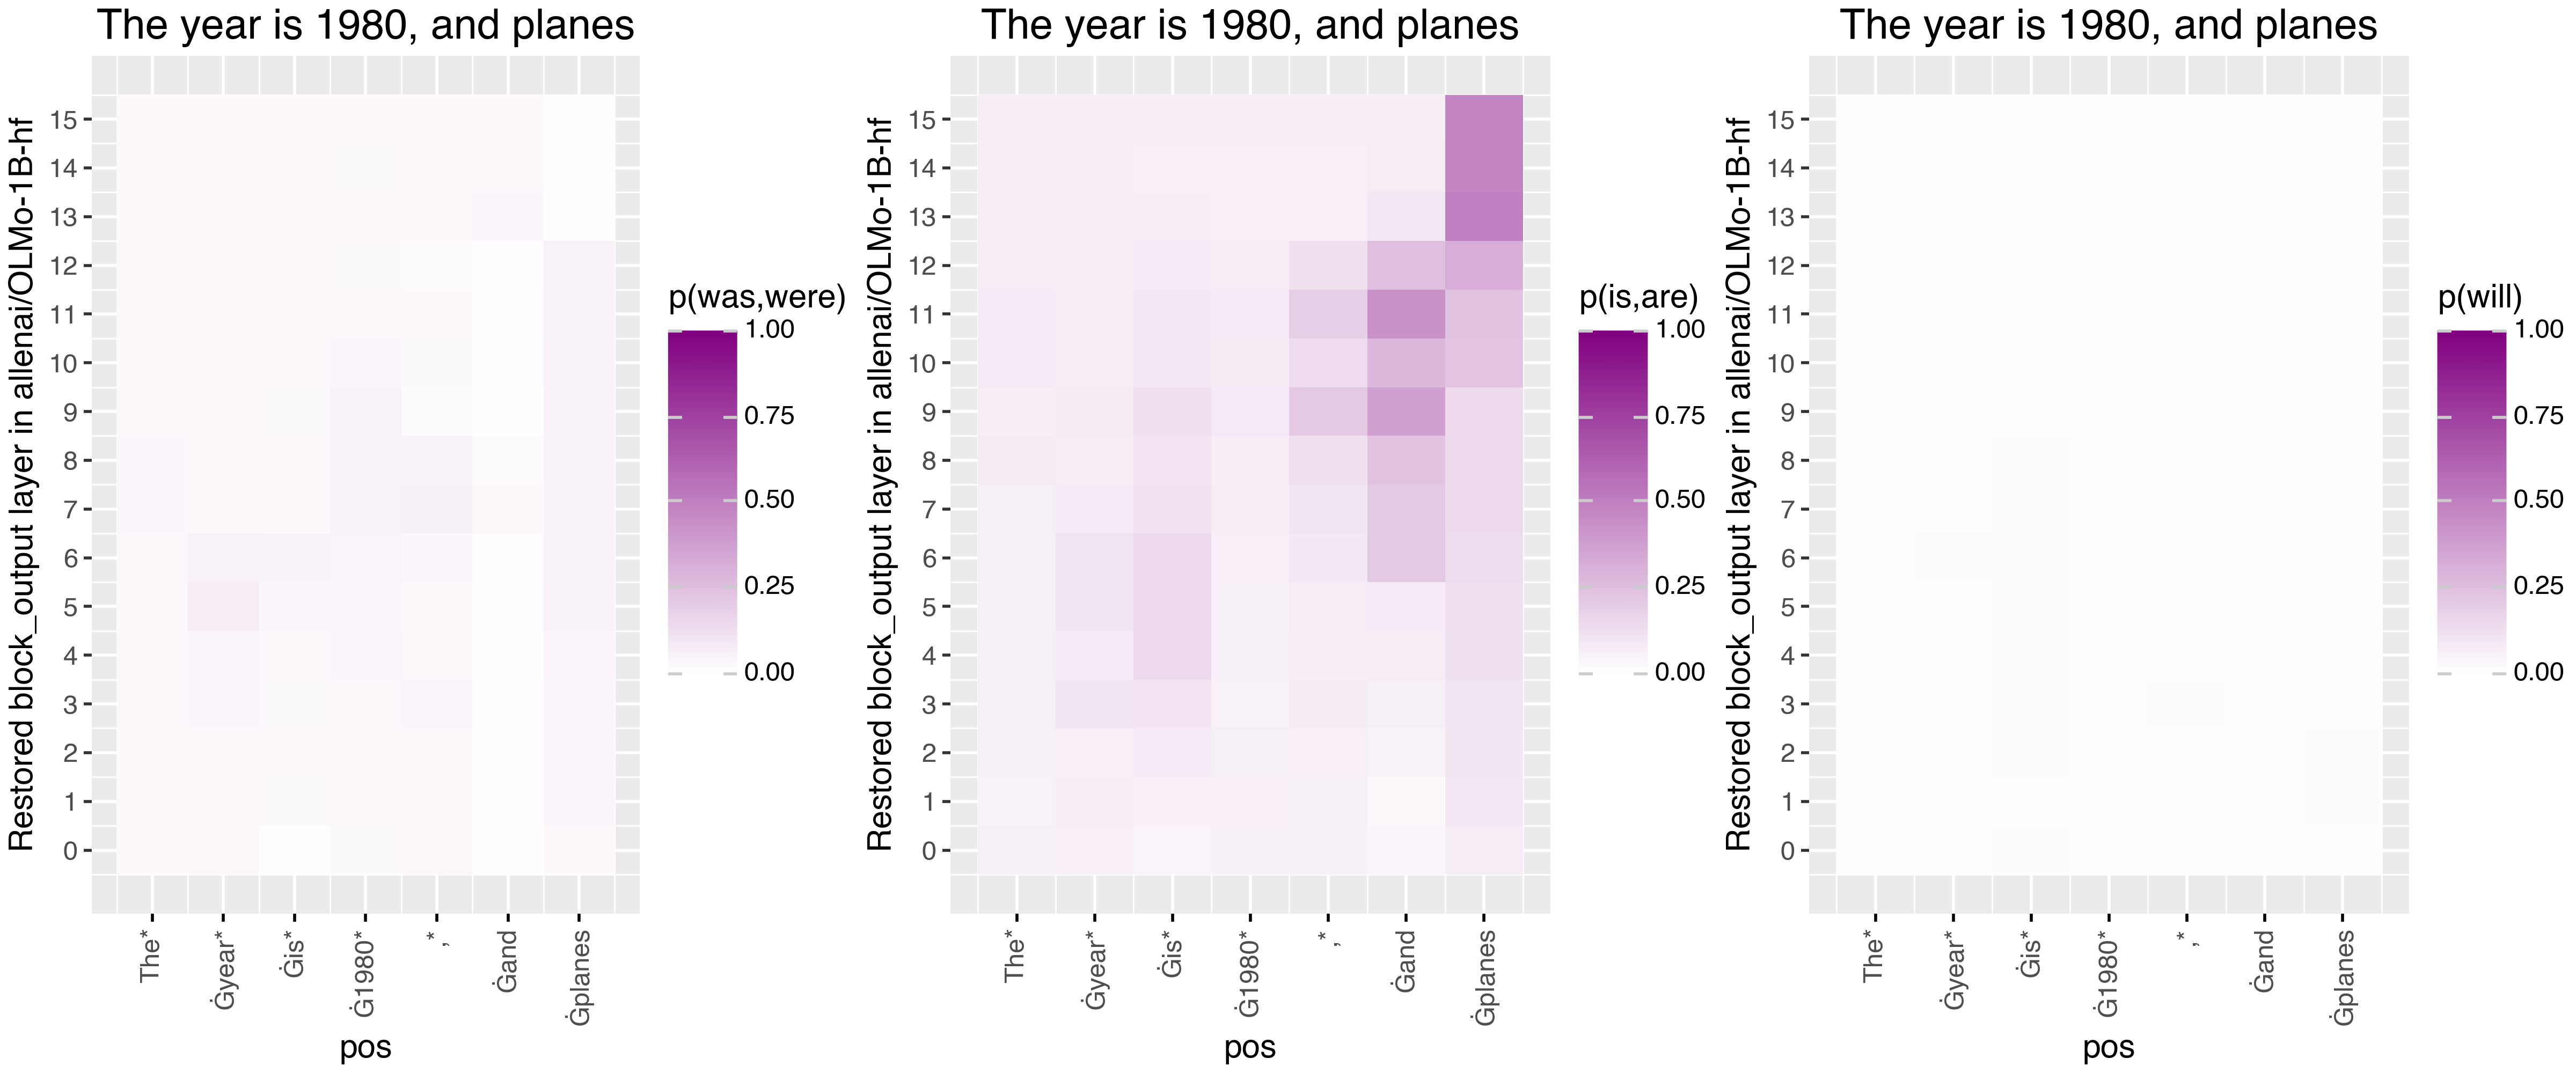 The year is 1980, and planes
Restored block_output layer in allenai/OLMo-1B-hf
15
14
13
12
11
10
9
8
7
6
5
4
3
2
1
0
The*
Ġyear*
Ġis*
Ġ1980*
,*
Ġand
Ġplanes
pos
p(was,were)
1.00
0.75
0.50
0.25
0.00
The year is 1980, and planes
Restored block_output layer in allenai/OLMo-1B-hf
15
14
13
12
11
10
9
8
7
6
5
4
3
2
1
0
The*
Ġyear*
Ġis*
Ġ1980*
,*
Ġand
Ġplanes
pos
p(is,are)
1.00
0.75
0.50
0.25
0.00
The year is 1980, and planes
Restored block_output layer in allenai/OLMo-1B-hf
15
14
13
12
11
10
9
8
7
6
5
4
3
2
1
0
The*
Ġyear*
Ġis*
Ġ1980*
,*
Ġand
Ġplanes
pos
p(will)
1.00
0.75
0.50
0.25
0.00